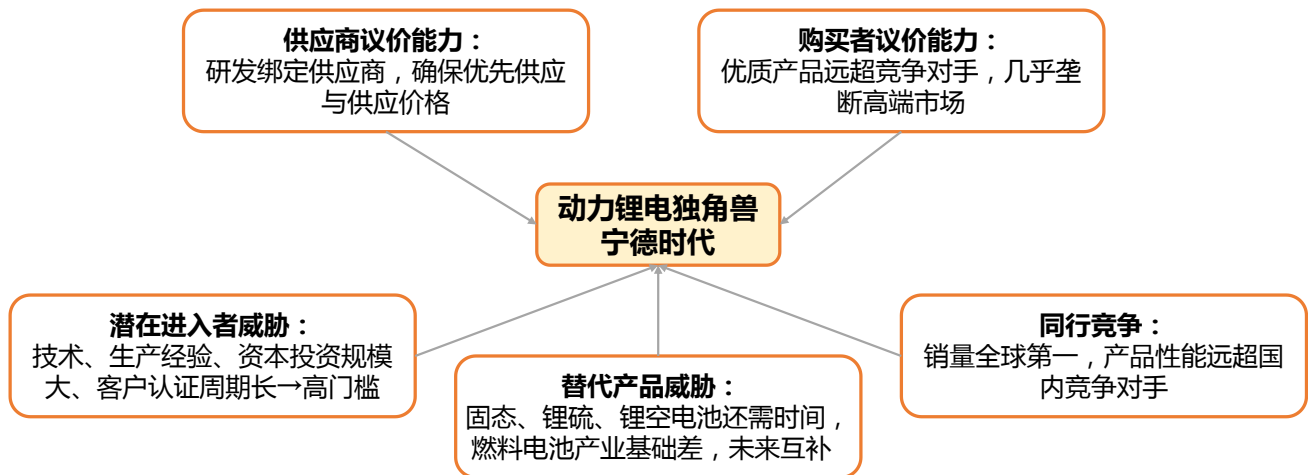 供应商议价能力：
研发绑定供应商，确保优先供应
与供应价格
购买者议价能力：
优质产品远超竞争对手，几乎垄
断高端市场
动力锂电独角兽
宁德时代
潜在进入者威胁：
技术、生产经验、资本投资规模
大、客户认证周期长→高门槛
替代产品威胁：
固态、锂硫、锂空电池还需时间，
燃料电池产业基础差，未来互补
同行竞争：
销量全球第一，产品性能远超国
内竞争对手